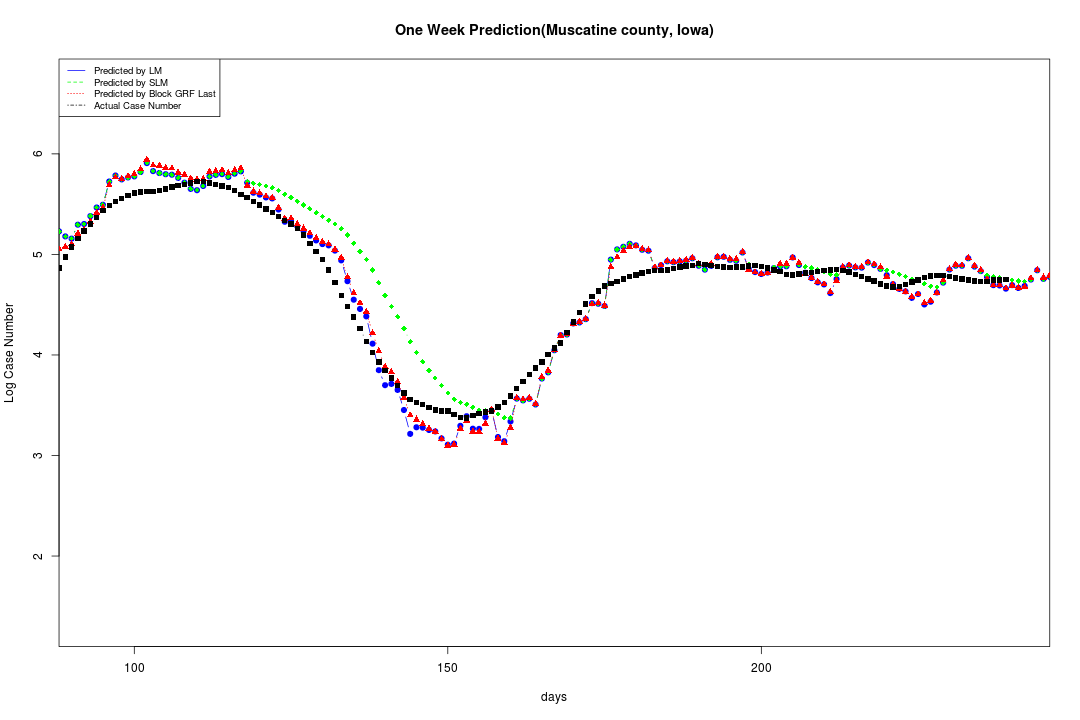 One Week Prediction(Muscatine county, Iowa)
Predicted by LM
Predicted by SLM
Predicted by Block GRF Last
Actual Case Number
6
5
4
3
2
Log Case Number
100 150 200
days